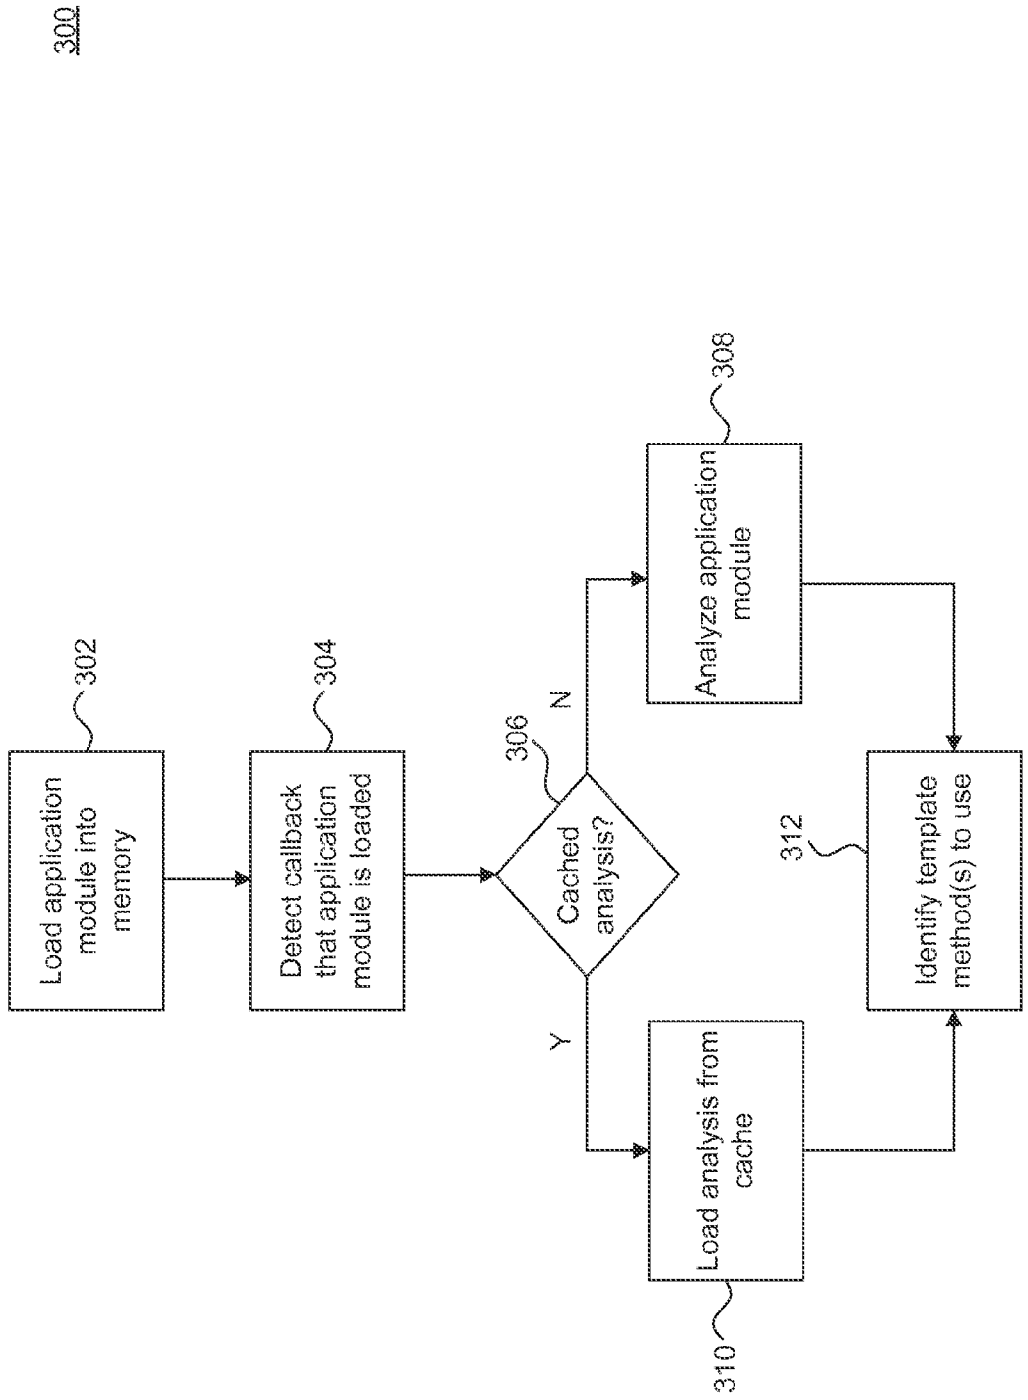 300
302
Load application
module into
memory
304
Detect callback
that application
module is loaded
306
Cached
analysis?
Y
N
310
Load analysis from
cache
308
Analyze application
module
312
Identify template
method(s) to use